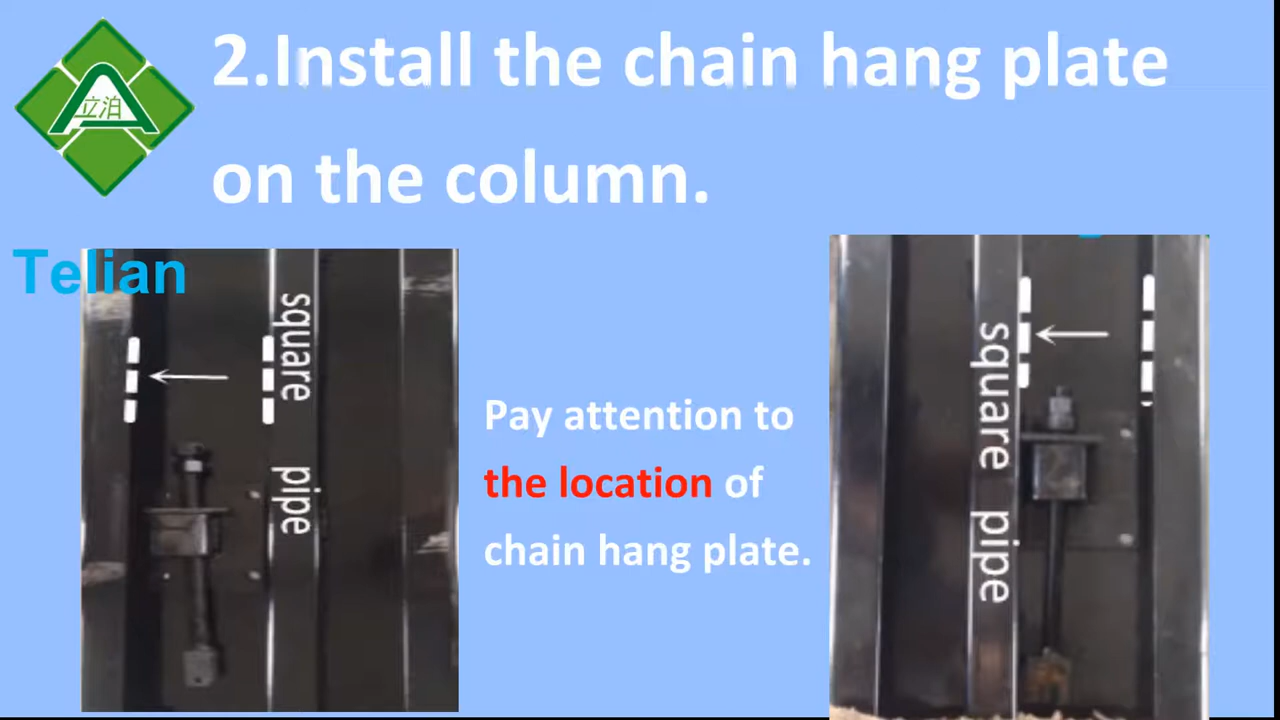 立泊
2.Install the chain hang plate
on the column.
Telian
square pipe
Pay attention to
the location of
chain hang plate.
square pipe